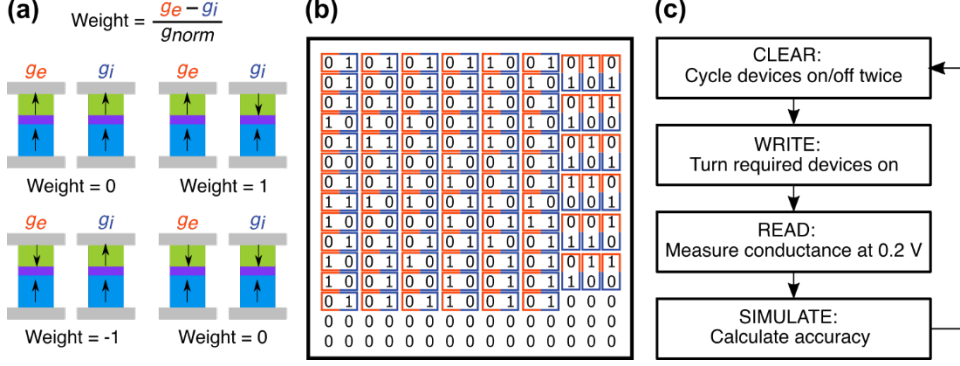 (a)
Weight = g_e − g_i / g_norm
g_e g_i g_e g_i
Weight = 0 Weight = 1
g_e g_i g_e g_i
Weight = -1 Weight = 0
(b)
0 1 0 1 0 1 0 1 1 0 0 1 0 1 0
0 1 0 0 0 1 0 1 0 1 1 0 1 0 1
0 1 0 1 1 0 0 1 0 1 0 1 0 1 1
1 0 1 0 1 0 0 1 1 0 1 0 1 0 0
0 1 1 1 1 0 0 1 1 0 0 1 0 1 0
0 0 0 1 0 0 1 0 0 1 0 0 1 0 1
0 1 0 1 0 1 1 0 0 1 0 1 1 1 0
1 1 1 0 1 0 1 0 1 0 1 0 0 0 1
1 0 0 1 0 0 1 0 0 1 1 0 0 0 1
0 1 0 1 1 0 0 1 0 1 0 1 1 1 0
1 0 0 1 0 1 0 1 1 0 0 1 0 1 1
1 0 0 1 0 1 1 0 0 1 1 0 1 0 0
0 1 0 1 0 1 1 0 0 1 0 1 0 0 0
0 0 0 0 0 0 0 0 0 0 0 0 0 0 0
0 0 0 0 0 0 0 0 0 0 0 0 0 0 0
(c)
CLEAR:
Cycle devices on/off twice
WRITE:
Turn required devices on
READ:
Measure conductance at 0.2 V
SIMULATE:
Calculate accuracy